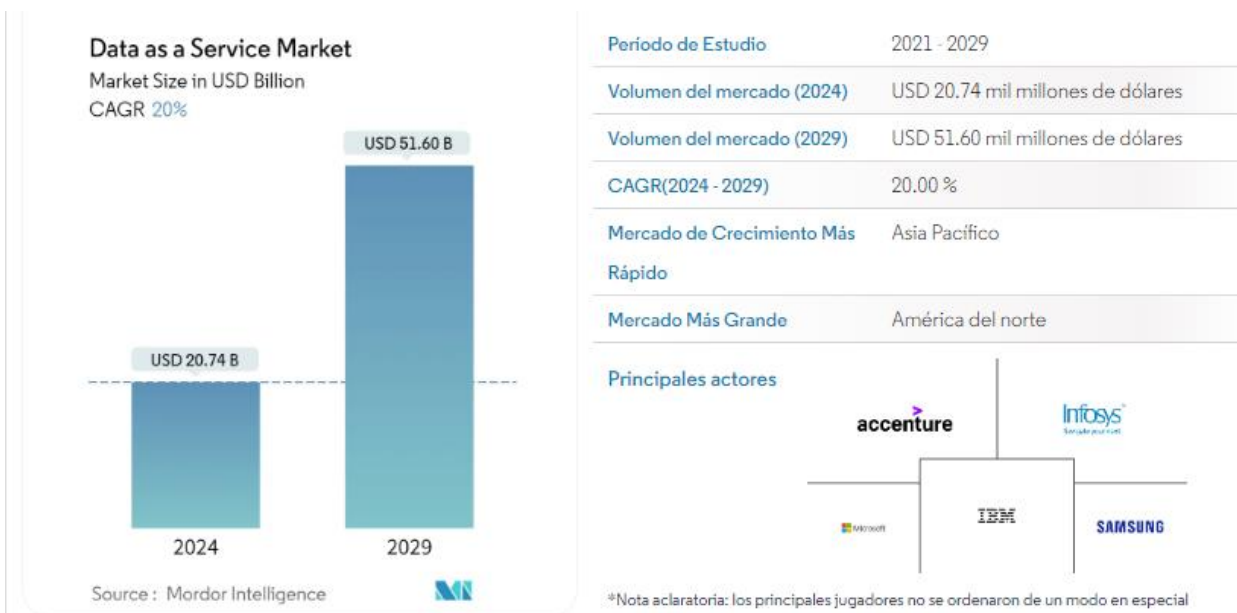 Data as a Service Market
Market Size in USD Billion
CAGR 20%
USD 51.60 B
USD 20.74 B
2024
2029
Source : Mordor Intelligence
Período de Estudio
2021 - 2029
Volumen del mercado (2024)
USD 20.74 mil millones de dólares
Volumen del mercado (2029)
USD 51.60 mil millones de dólares
CAGR(2024 - 2029)
20.00 %
Mercado de Crecimiento Más
Rápido
Asia Pacífico
Mercado Más Grande
América del norte
Principales actores
accenture
Infosys
Microsoft
IBM
SAMSUNG
*Nota aclaratoria: los principales jugadores no se ordenaron de un modo en especial